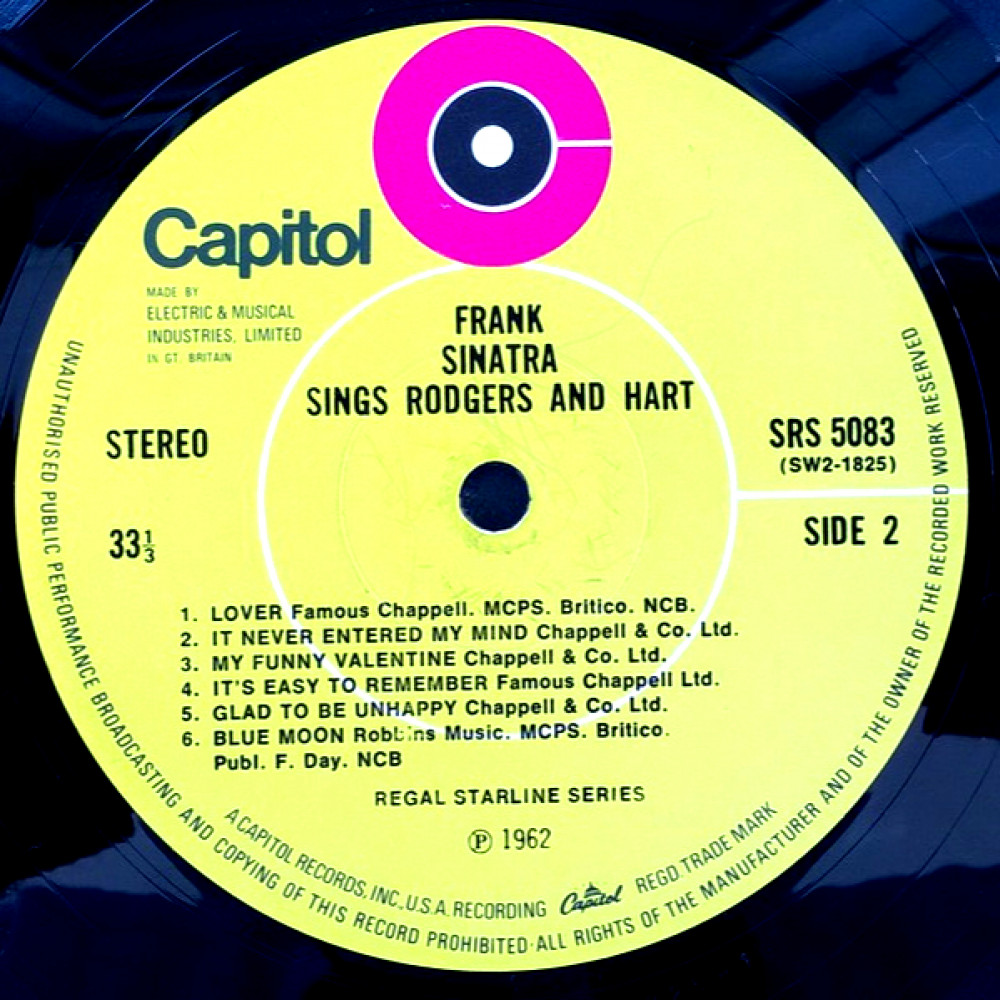 Capitol
MADE BY
ELECTRIC & MUSICAL
INDUSTRIES, LIMITED
IN GT. BRITAIN
FRANK
SINATRA
SINGS RODGERS AND HART
STEREO
33⅓
SRS 5083
(SW2-1825)
SIDE 2
1. LOVER Famous Chappell. MCPS. Britico. NCB.
2. IT NEVER ENTERED MY MIND Chappell & Co. Ltd.
3. MY FUNNY VALENTINE Chappell & Co. Ltd.
4. IT'S EASY TO REMEMBER Famous Chappell Ltd.
5. GLAD TO BE UNHAPPY Chappell & Co. Ltd.
6. BLUE MOON Robbins Music. MCPS. Britico.
Publ. F. Day. NCB
REGAL STARLINE SERIES
℗ 1962
A CAPITOL RECORDS, INC., U.S.A. RECORDING Capitol REGD. TRADE MARK
UNAUTHORISED PUBLIC PERFORMANCE BROADCASTING AND COPYING OF THIS RECORD PROHIBITED·ALL RIGHTS OF THE MANUFACTURER AND OF THE OWNER OF THE RECORDED WORK RESERVED